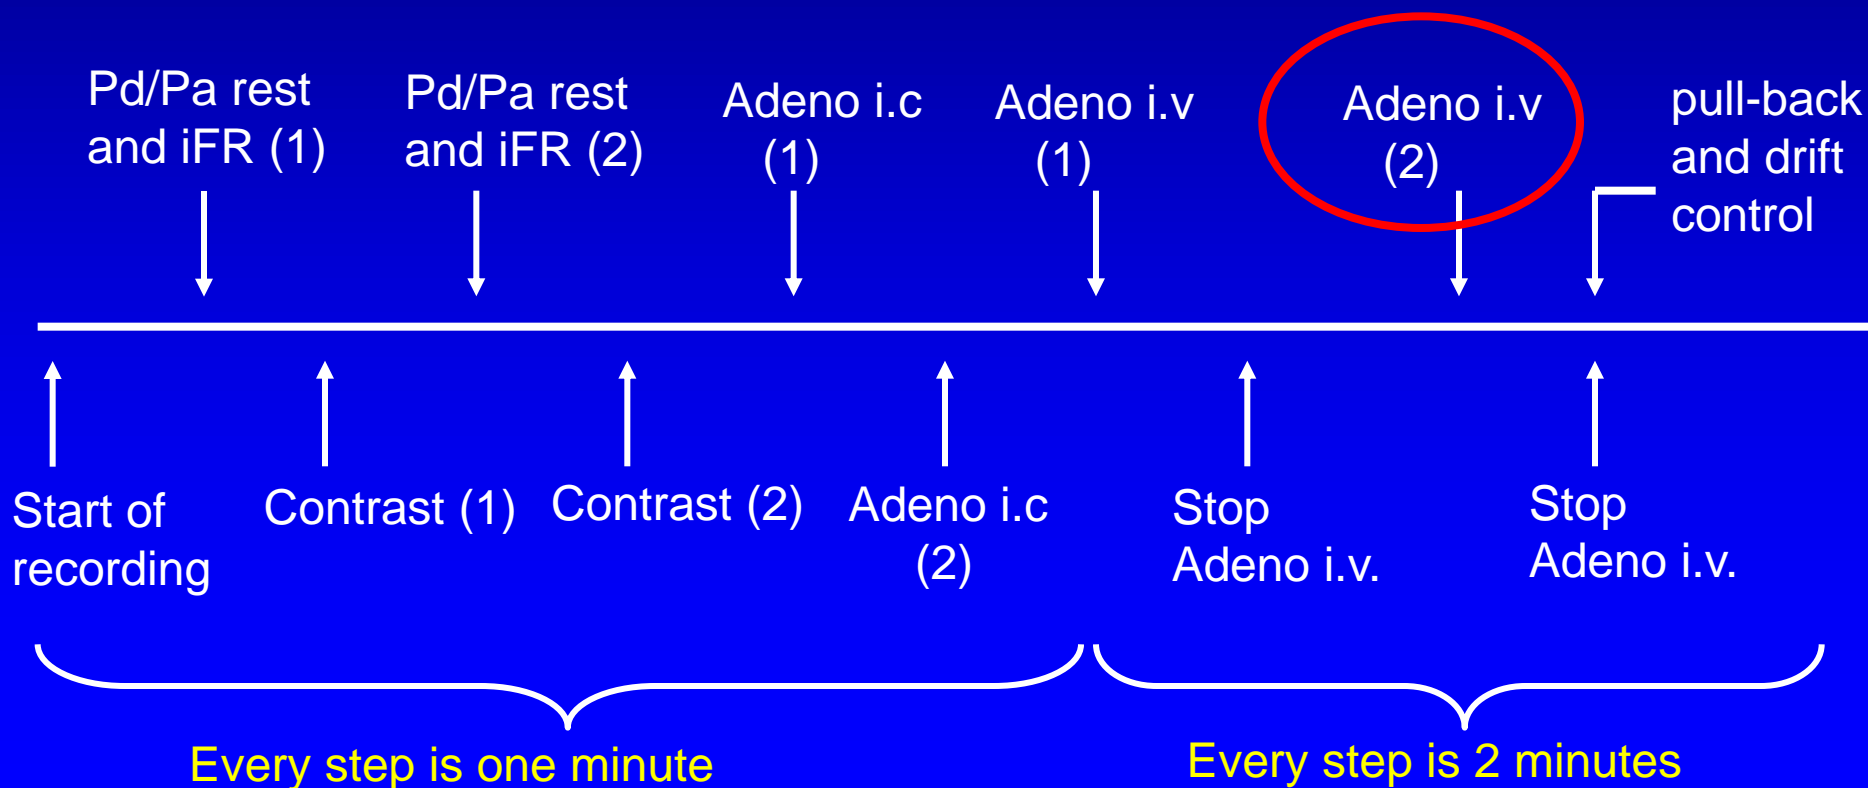 Pd/Pa rest
and iFR (1)
Pd/Pa rest
and iFR (2)
Adeno i.c
(1)
Adeno i.v
(1)
Adeno i.v
(2)
pull-back
and drift
control
Start of
recording
Contrast (1)
Contrast (2)
Adeno i.c
(2)
Stop
Adeno i.v.
Stop
Adeno i.v.
Every step is one minute
Every step is 2 minutes